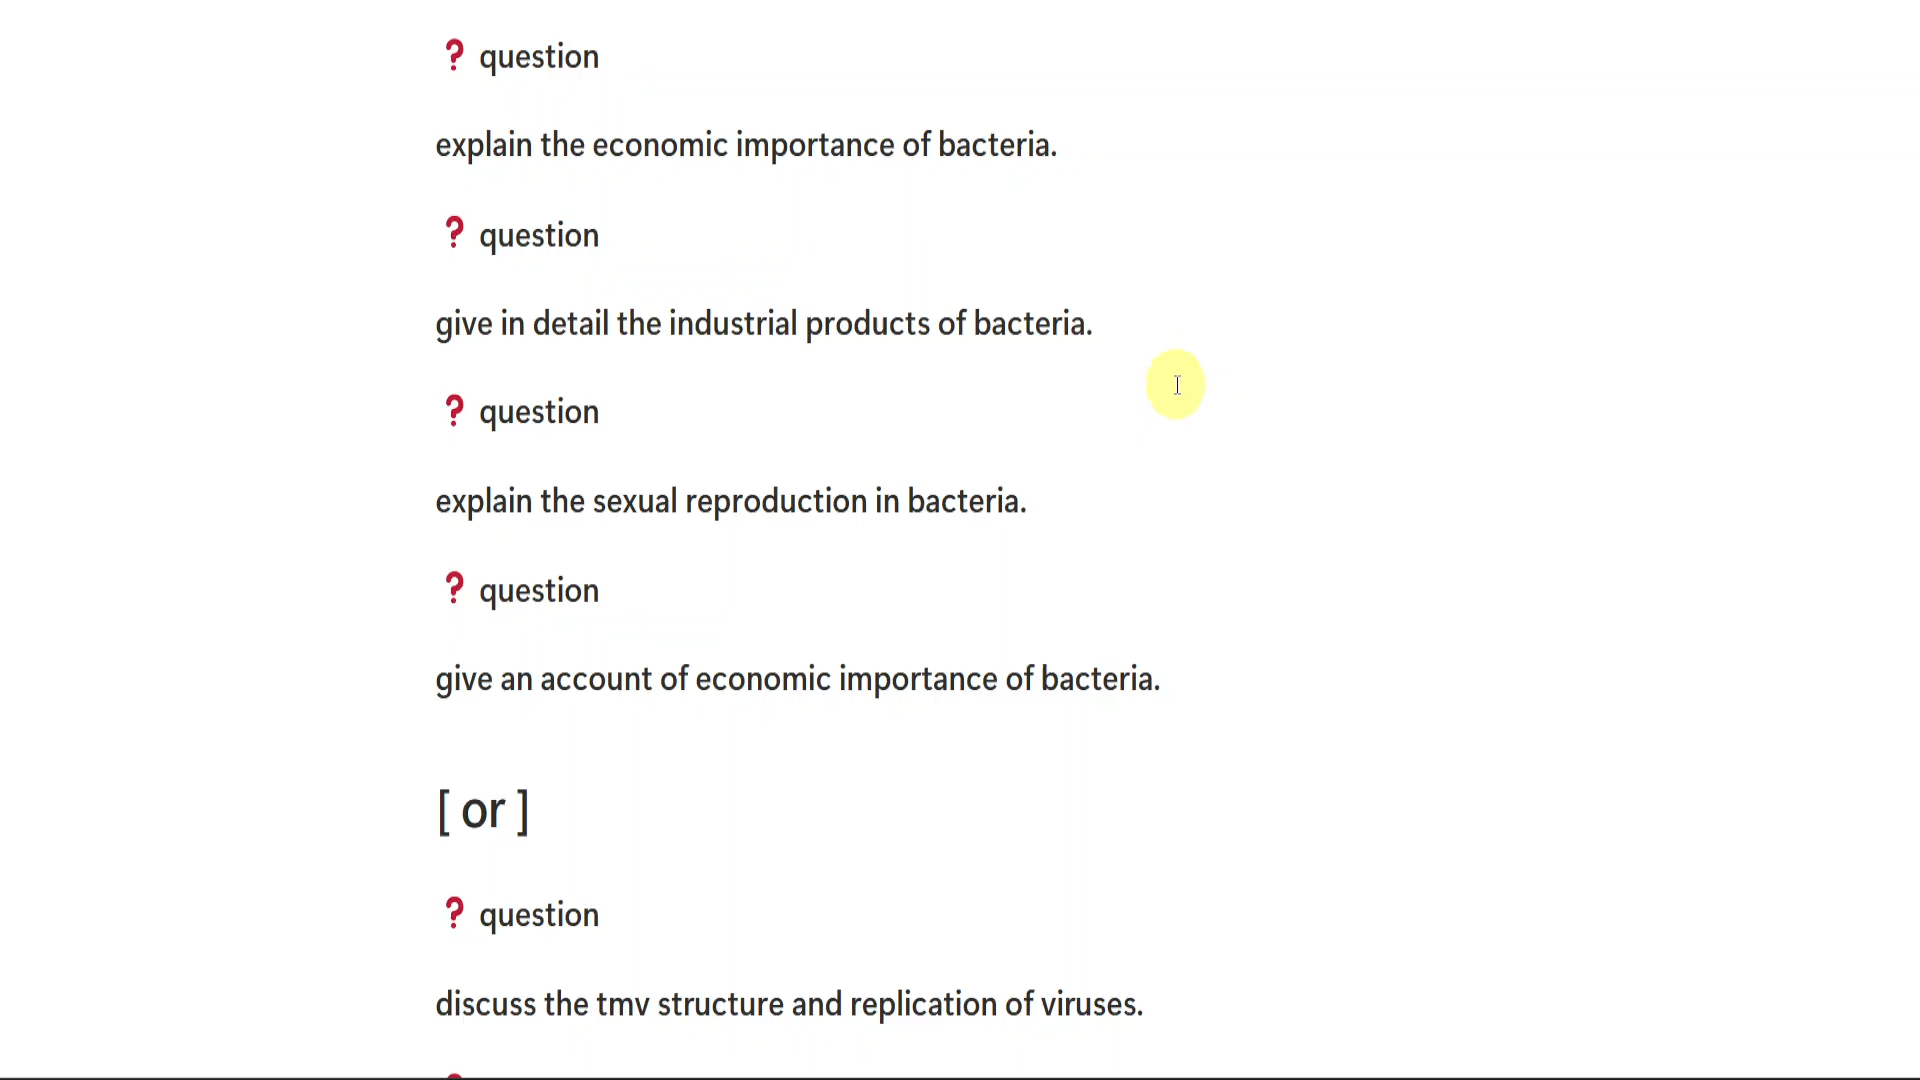 ❓ question
explain the economic importance of bacteria.
❓ question
give in detail the industrial products of bacteria.
❓ question
explain the sexual reproduction in bacteria.
❓ question
give an account of economic importance of bacteria.
[ or ]
❓ question
discuss the tmv structure and replication of viruses.